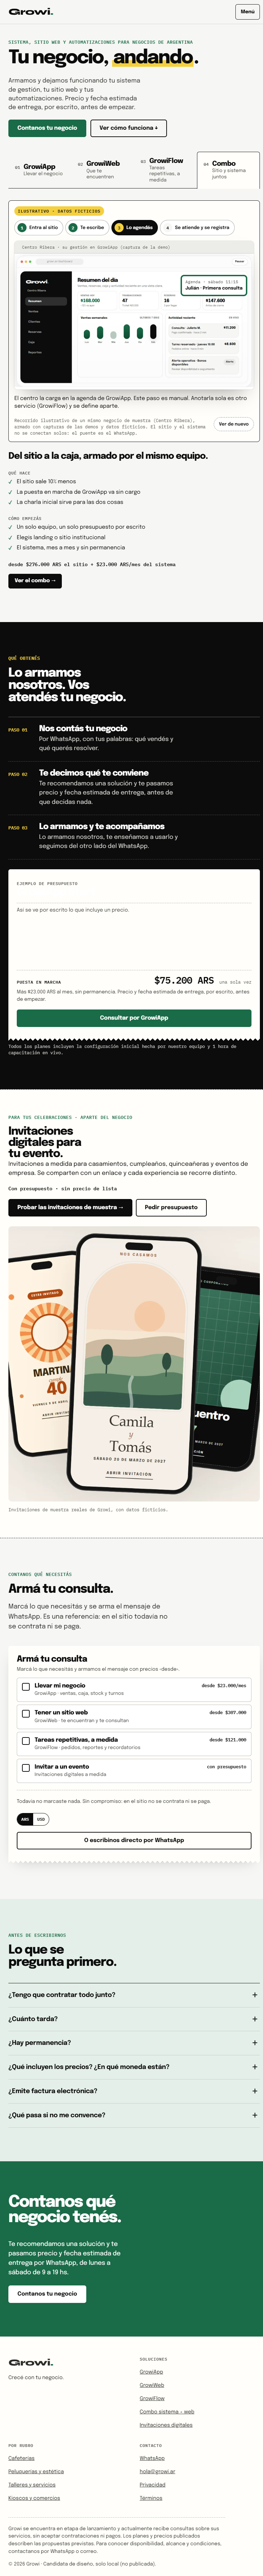 Growi.
Menú
SISTEMA, SITIO WEB Y AUTOMATIZACIONES PARA NEGOCIOS DE ARGENTINA
Tu negocio, andando.
Armamos y dejamos funcionando tu sistema
de gestión, tu sitio web y tus
automatizaciones. Precio y fecha estimada
de entrega, por escrito, antes de empezar.
Contanos tu negocio
Ver cómo funciona
01 GrowiApp
Llevar el negocio
02 GrowiWeb
Que te
encuentren
03 GrowiFlow
Tareas
repetitivas, a
medida
04 Combo
Sitio y sistema
juntos
ILUSTRATIVO · DATOS FICTICIOS
1 Entra al sitio
2 Te escribe
3 Lo agendás
4 Se atiende y se registra
Centro Ribera · su gestión en GrowiApp (captura de la demo)
Growi.
Resumen
Resumen del día
Agenda · sábado 11:15
Julián · Primera consulta
$168.000
47
16
$147.600
El centro la carga en la agenda de GrowiApp. Este paso es manual. Anotarla sola es otro
servicio (GrowiFlow) y se define aparte.
Recorrido ilustrativo de un mismo negocio de muestra (Centro Ribera),
armado con capturas de las demos y datos ficticios. El sitio y el sistema
no se conectan solos: el puente es el WhatsApp.
Ver de nuevo
Del sitio a la caja, armado por el mismo equipo.
QUÉ HACE
✓ El sitio sale 10% menos
✓ La puesta en marcha de GrowiApp va sin cargo
✓ La charla inicial sirve para las dos cosas
CÓMO EMPEZÁS
✓ Un solo equipo, un solo presupuesto por escrito
✓ Elegís landing o sitio institucional
✓ El sistema, mes a mes y sin permanencia
desde $276.000 ARS el sitio + $23.000 ARS/mes del sistema
Ver el combo →
QUÉ OBTENÉS
Lo armamos
nosotros. Vos
atendés tu negocio.
PASO 01
Nos contás tu negocio
Por WhatsApp, con tus palabras: qué vendés y
qué querés resolver.
PASO 02
Te decimos qué te conviene
Te recomendamos una solución y te pasamos
precio y fecha estimada de entrega, antes de
que decidas nada.
PASO 03
Lo armamos y te acompañamos
Lo armamos nosotros, te enseñamos a usarlo y
seguimos del otro lado del WhatsApp.
EJEMPLO DE PRESUPUESTO
Así se ve por escrito lo que incluye un precio.
PUESTA EN MARCHA
$75.200 ARS una sola vez
Más $23.000 ARS al mes, sin permanencia. Precio y fecha estimada de entrega, por escrito, antes
de empezar.
Consultar por GrowiApp
Todos los planes incluyen la configuración inicial hecha por nuestro equipo y 1 hora de
capacitación en vivo.
PARA TUS CELEBRACIONES · APARTE DEL NEGOCIO
Invitaciones
digitales para
tu evento.
Invitaciones a medida para casamientos, cumpleaños, quinceañeras y eventos
de empresa. Se comparten con un enlace y cada experiencia se recorre distinto.
Con presupuesto · sin precio de lista
Probar las invitaciones de muestra →
Pedir presupuesto
NOS CASAMOS
Camila
y
Tomás
SÁBADO 20 DE MARZO DE 2027
ABRIR INVITACIÓN
MARTÍN
40
Invitaciones de muestra reales de Growi, con datos ficticios.
CONTANOS QUÉ NECESITÁS
Armá tu consulta.
Marcá lo que necesitás y se arma el mensaje de
WhatsApp. Es una referencia: en el sitio todavía no
se contrata ni se paga.
Armá tu consulta
Marcá lo que necesitás y armamos el mensaje con precios «desde».
Llevar mi negocio
desde $23.000/mes
GrowiApp · ventas, caja, stock y turnos
Tener un sitio web
desde $307.000
GrowiWeb · te encuentran y te consultan
Tareas repetitivas, a medida
desde $121.000
GrowiFlow · pedidos, reportes y recordatorios
Invitar a un evento
con presupuesto
Invitaciones digitales a medida
Todavía no marcaste nada. Sin compromiso: en el sitio no se contrata ni se paga.
ARS USD
O escribinos directo por WhatsApp
ANTES DE ESCRIBIRNOS
Lo que se
pregunta primero.
¿Tengo que contratar todo junto? +
¿Cuánto tarda? +
¿Hay permanencia? +
¿Qué incluyen los precios? ¿En qué moneda están? +
¿Emite factura electrónica? +
¿Qué pasa si no me convence? +
Contanos qué
negocio tenés.
Te recomendamos una solución y te
pasamos precio y fecha estimada de
entrega por WhatsApp, de lunes a
sábado de 9 a 19 hs.
Contanos tu negocio
Growi.
Crecé con tu negocio.
SOLUCIONES
GrowiApp
GrowiWeb
GrowiFlow
Combo sistema + web
Invitaciones digitales
POR RUBRO
Cafeterías
Peluquerías y estética
Talleres y servicios
Kioscos y comercios
CONTACTO
WhatsApp
hola@growi.ar
Privacidad
Términos
Growi se encuentra en etapa de lanzamiento y actualmente recibe consultas sobre sus
servicios, sin aceptar contrataciones ni pagos. Los planes y precios publicados
describen las propuestas previstas. Para conocer disponibilidad, alcance y condiciones,
contactanos por WhatsApp o correo.
© 2026 Growi · Candidata de diseño, solo local (no publicada).